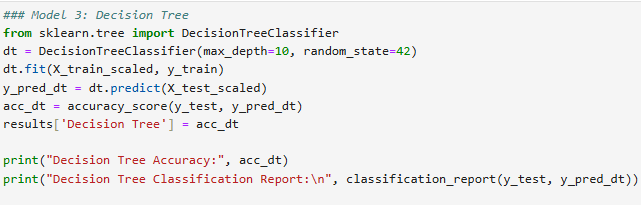 ### Model 3: Decision Tree
from sklearn.tree import DecisionTreeClassifier
dt = DecisionTreeClassifier(max_depth=10, random_state=42)
dt.fit(X_train_scaled, y_train)
y_pred_dt = dt.predict(X_test_scaled)
acc_dt = accuracy_score(y_test, y_pred_dt)
results['Decision Tree'] = acc_dt

print("Decision Tree Accuracy:", acc_dt)
print("Decision Tree Classification Report:\n", classification_report(y_test, y_pred_dt))